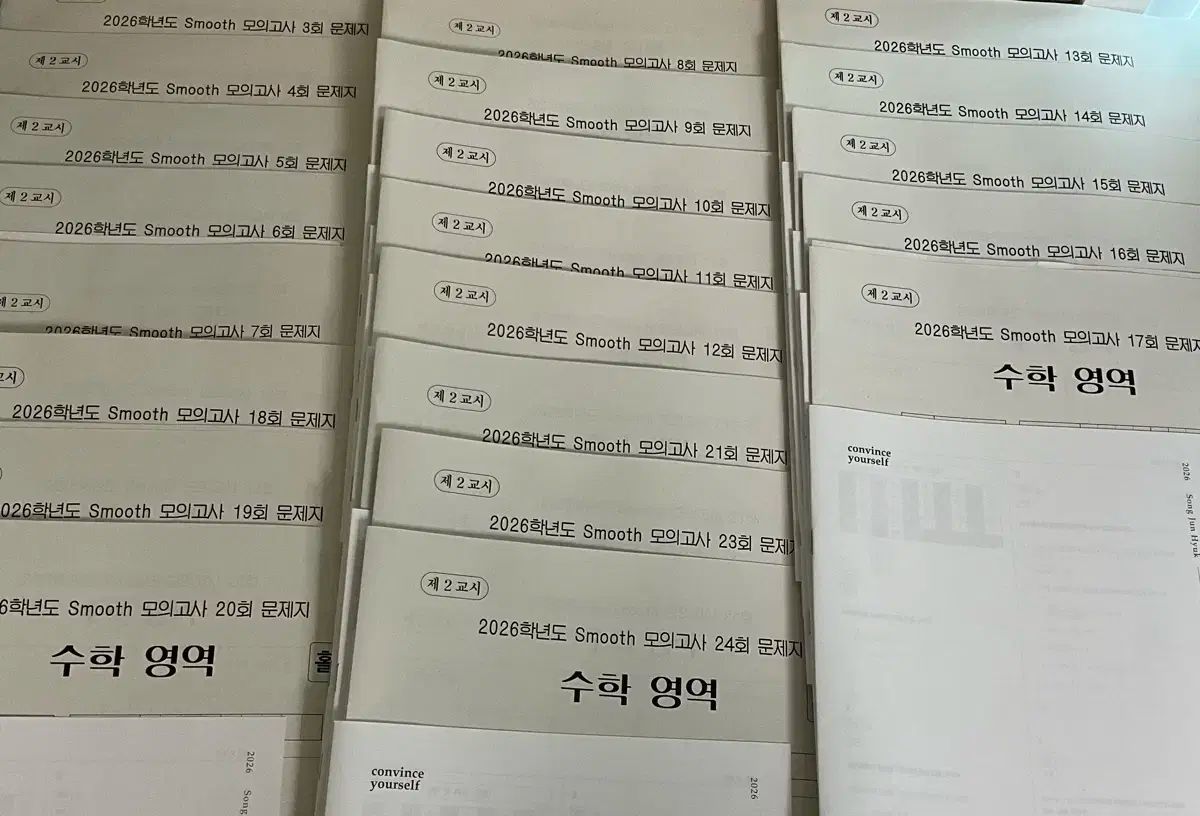 2026학년도 Smooth 모의고사 3회 문제지
제 2 교시
2026학년도 Smooth 모의고사 4회 문제지
제 2 교시
2026학년도 Smooth 모의고사 5회 문제지
제 2 교시
2026학년도 Smooth 모의고사 6회 문제지
제 2 교시
2026학년도 Smooth 모의고사 7회 문제지
교시
2026학년도 Smooth 모의고사 18회 문제지
026학년도 Smooth 모의고사 19회 문제지
6학년도 Smooth 모의고사 20회 문제지
수학 영역
홀
2026 Song
제 2 교시
2026학년도 Smooth 모의고사 8회 문제지
제 2 교시
2026학년도 Smooth 모의고사 9회 문제지
제 2 교시
2026학년도 Smooth 모의고사 10회 문제지
제 2 교시
2026학년도 Smooth 모의고사 11회 문제지
제 2 교시
2026학년도 Smooth 모의고사 12회 문제지
제 2 교시
2026학년도 Smooth 모의고사 21회 문제지
제 2 교시
2026학년도 Smooth 모의고사 23회 문제지
제 2 교시
2026학년도 Smooth 모의고사 24회 문제지
수학 영역
convince
yourself
2026
제 2 교시
2026학년도 Smooth 모의고사 13회 문제지
제 2 교시
2026학년도 Smooth 모의고사 14회 문제지
제 2 교시
2026학년도 Smooth 모의고사 15회 문제지
제 2 교시
2026학년도 Smooth 모의고사 16회 문제지
제 2 교시
2026학년도 Smooth 모의고사 17회 문제지
수학 영역
convince
yourself
2026 Song Jun Hyuk